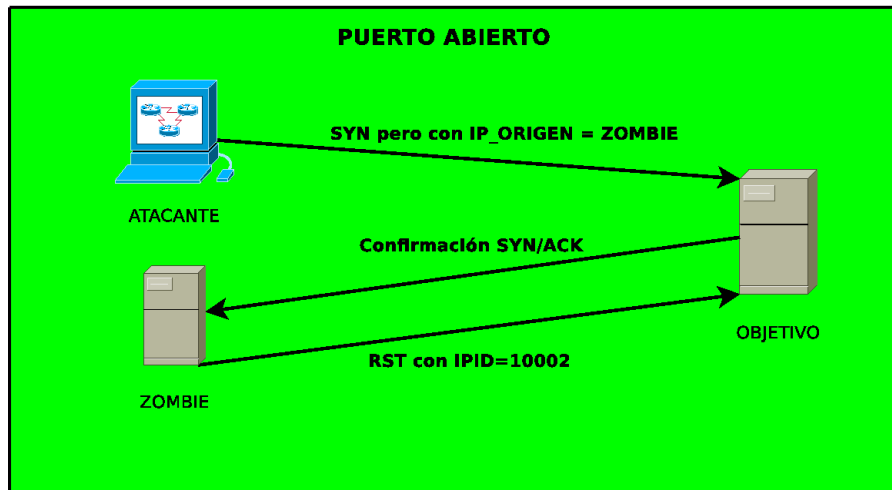 PUERTO ABIERTO
SYN pero con IP_ORIGEN = ZOMBIE
ATACANTE
Confirmación SYN/ACK
OBJETIVO
RST con IPID=10002
ZOMBIE